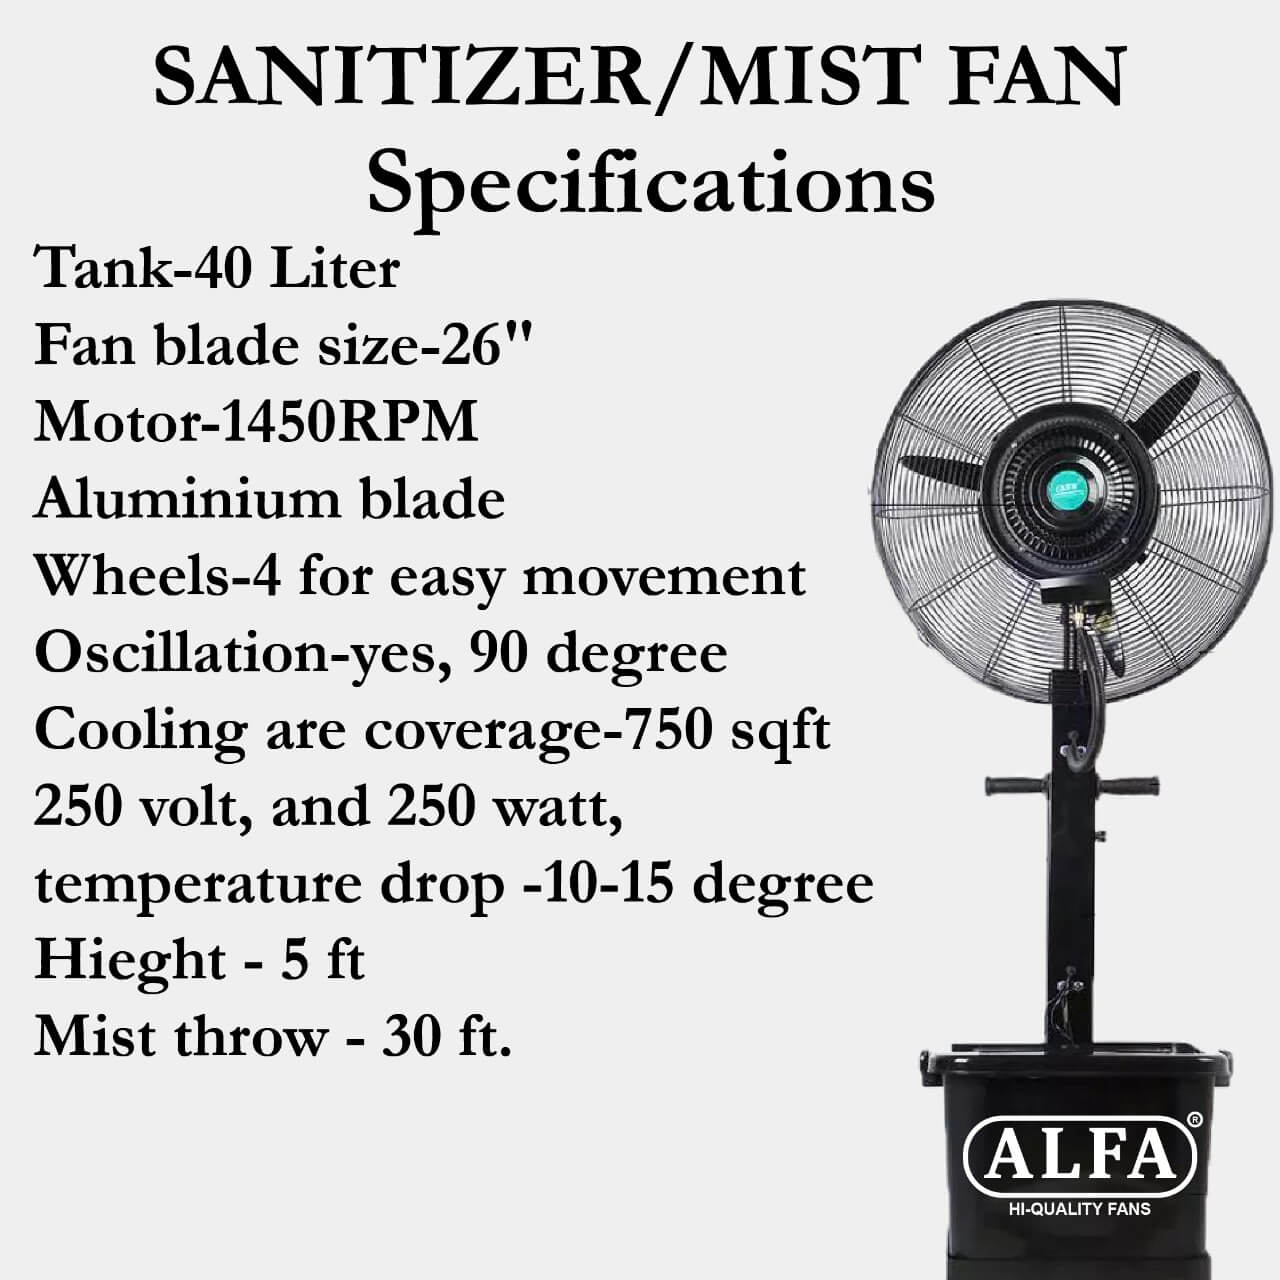 SANITIZER/MIST FAN
Specifications
Tank-40 Liter
Fan blade size-26"
Motor-1450RPM
Aluminium blade
Wheels-4 for easy movement
Oscillation-yes, 90 degree
Cooling are coverage-750 sqft
250 volt, and 250 watt,
temperature drop -10-15 degree
Hieght - 5 ft
Mist throw - 30 ft.
ALFA®
HI-QUALITY FANS